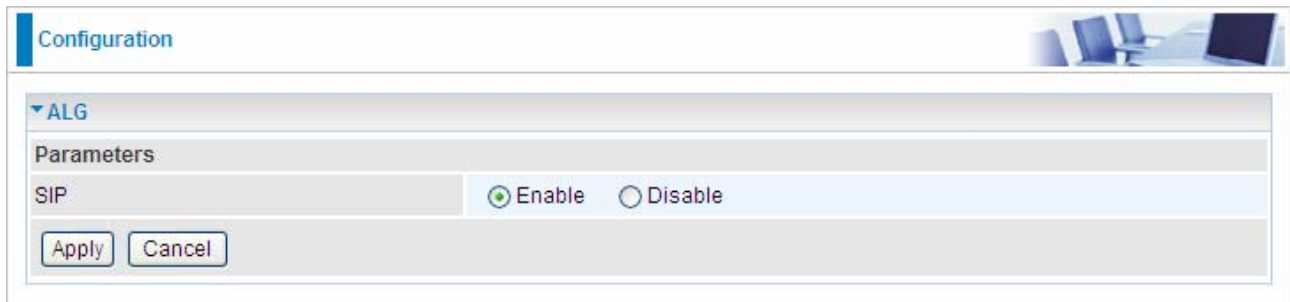 Configuration
ALG
Parameters
SIP Enable Disable
Apply Cancel